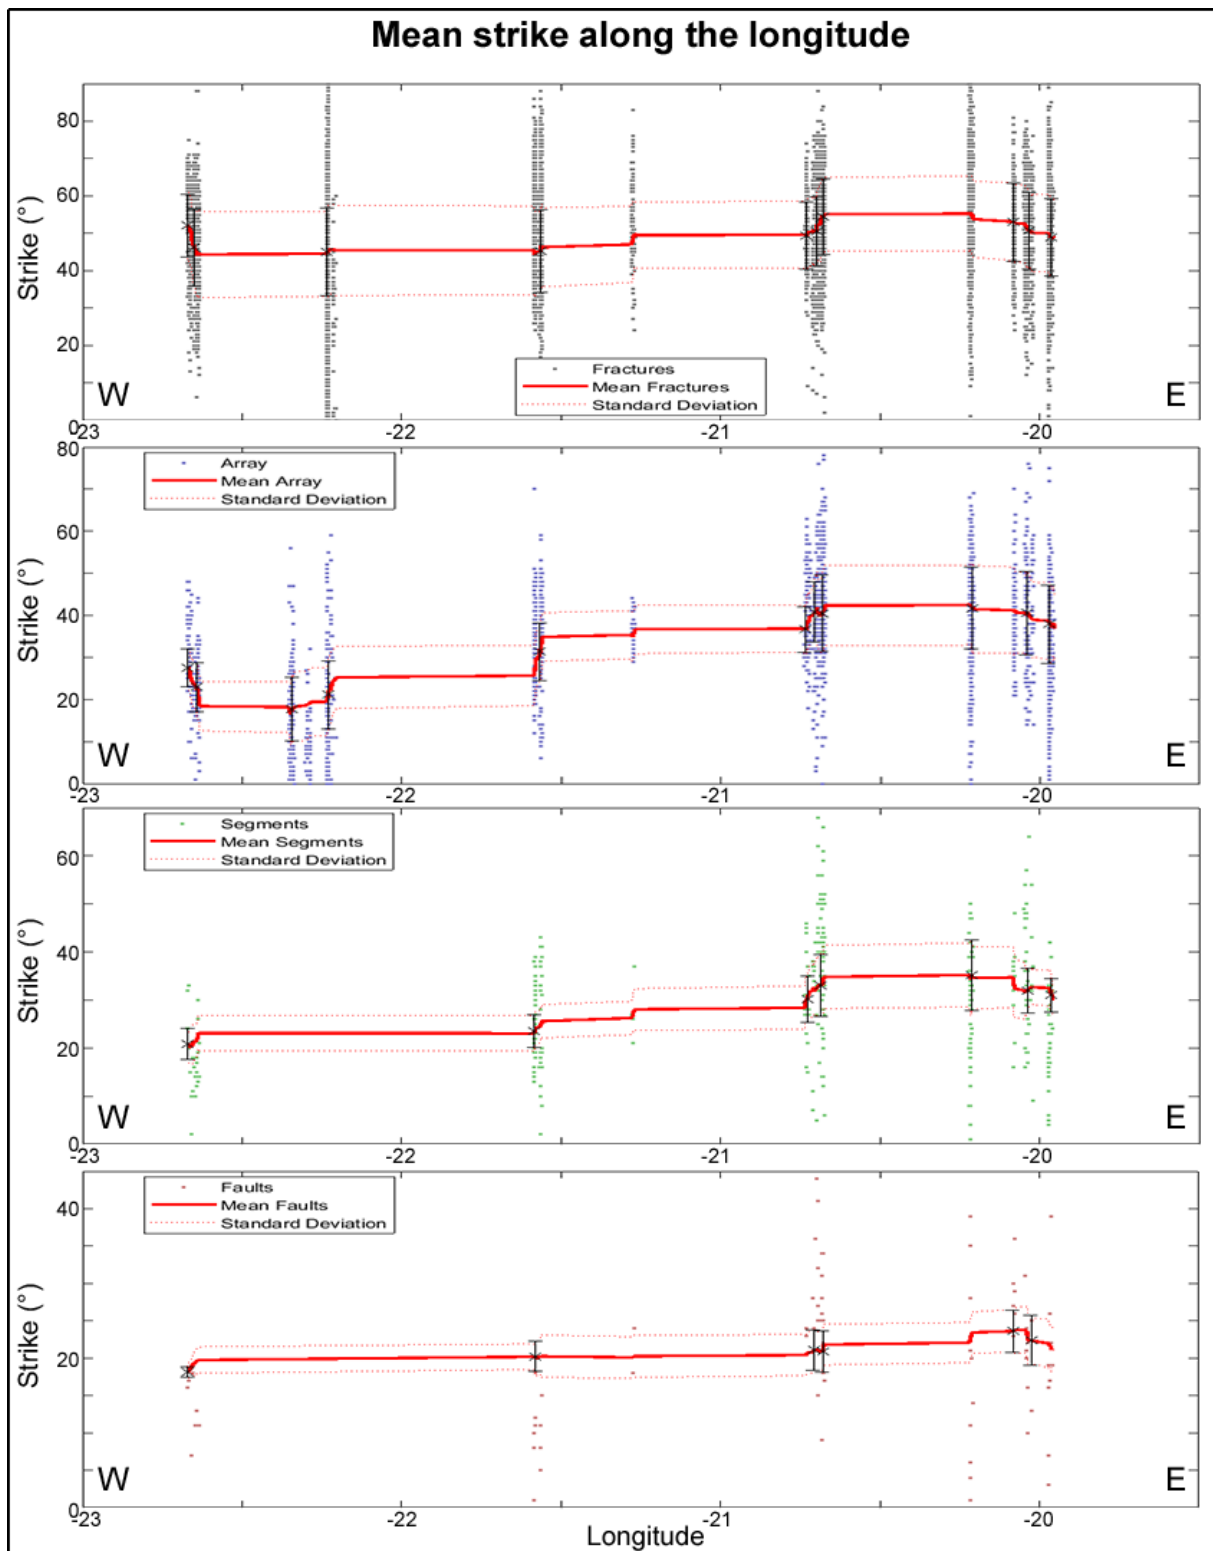 Mean strike along the longitude
80
60
40
20
0
Strike (°)
W
E
Fractures
Mean Fractures
Standard Deviation
-23
-22
-21
-20
80
60
40
20
0
Strike (°)
Array
Mean Array
Standard Deviation
W
E
-23
-22
-21
-20
60
40
20
0
Strike (°)
Segments
Mean Segments
Standard Deviation
W
E
-23
-22
-21
-20
40
20
0
Strike (°)
Faults
Mean Faults
Standard Deviation
W
E
-23
-22
-21
-20
Longitude